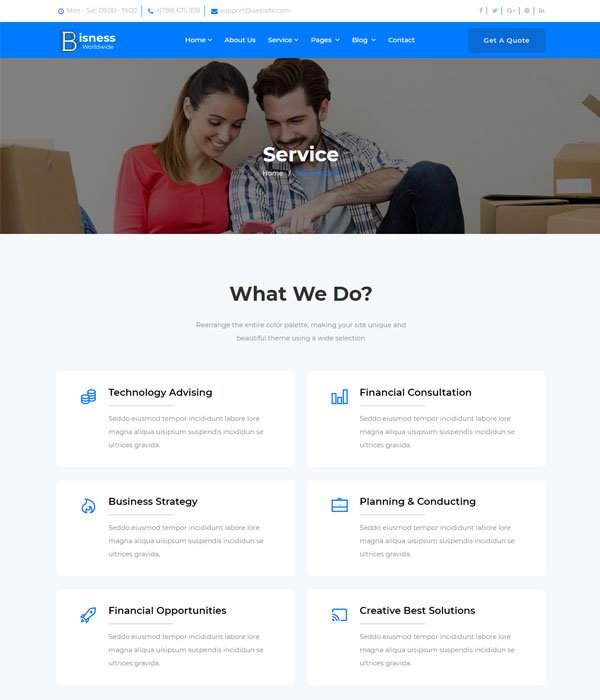 Mon - Sat: 09.00 - 19.00 +(789) 675 978 support@website.com
Bisness
Worldwide
Home About Us Service Pages Blog Contact
Get A Quote
Service
Home /
What We Do?
Rearrange the entire color palette, making your site unique and
beautiful.theme using a wide selection
Technology Advising
Seddo eiusmod tempor incididunt labore lore
magna aliqua uisipsum suspendis incididun se
ultrices gravida.
Financial Consultation
Seddo eiusmod tempor incididunt labore lore
magna aliqua uisipsum suspendis incididun se
ultrices gravida.
Business Strategy
Seddo eiusmod tempor incididunt labore lore
magna aliqua uisipsum suspendis incididun se
ultrices gravida.
Planning & Conducting
Seddo eiusmod tempor incididunt labore lore
magna aliqua uisipsum suspendis incididun se
ultrices gravida.
Financial Opportunities
Seddo eiusmod tempor incididunt labore lore
magna aliqua uisipsum suspendis incididun se
ultrices gravida.
Creative Best Solutions
Seddo eiusmod tempor incididunt labore lore
magna aliqua uisipsum suspendis incididun se
ultrices gravida.